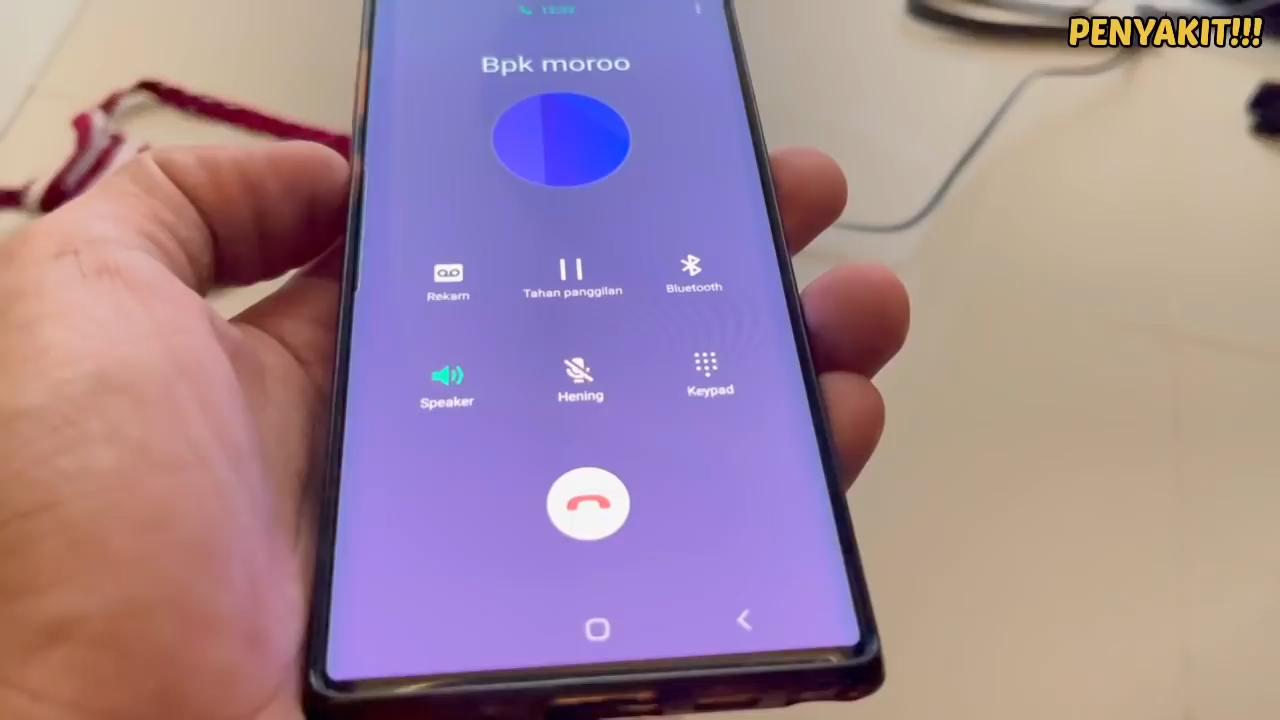 PENYAKIT!!!
Bpk moroo
Rekam
Tahan panggilan
Bluetooth
Speaker
Hening
Keypad